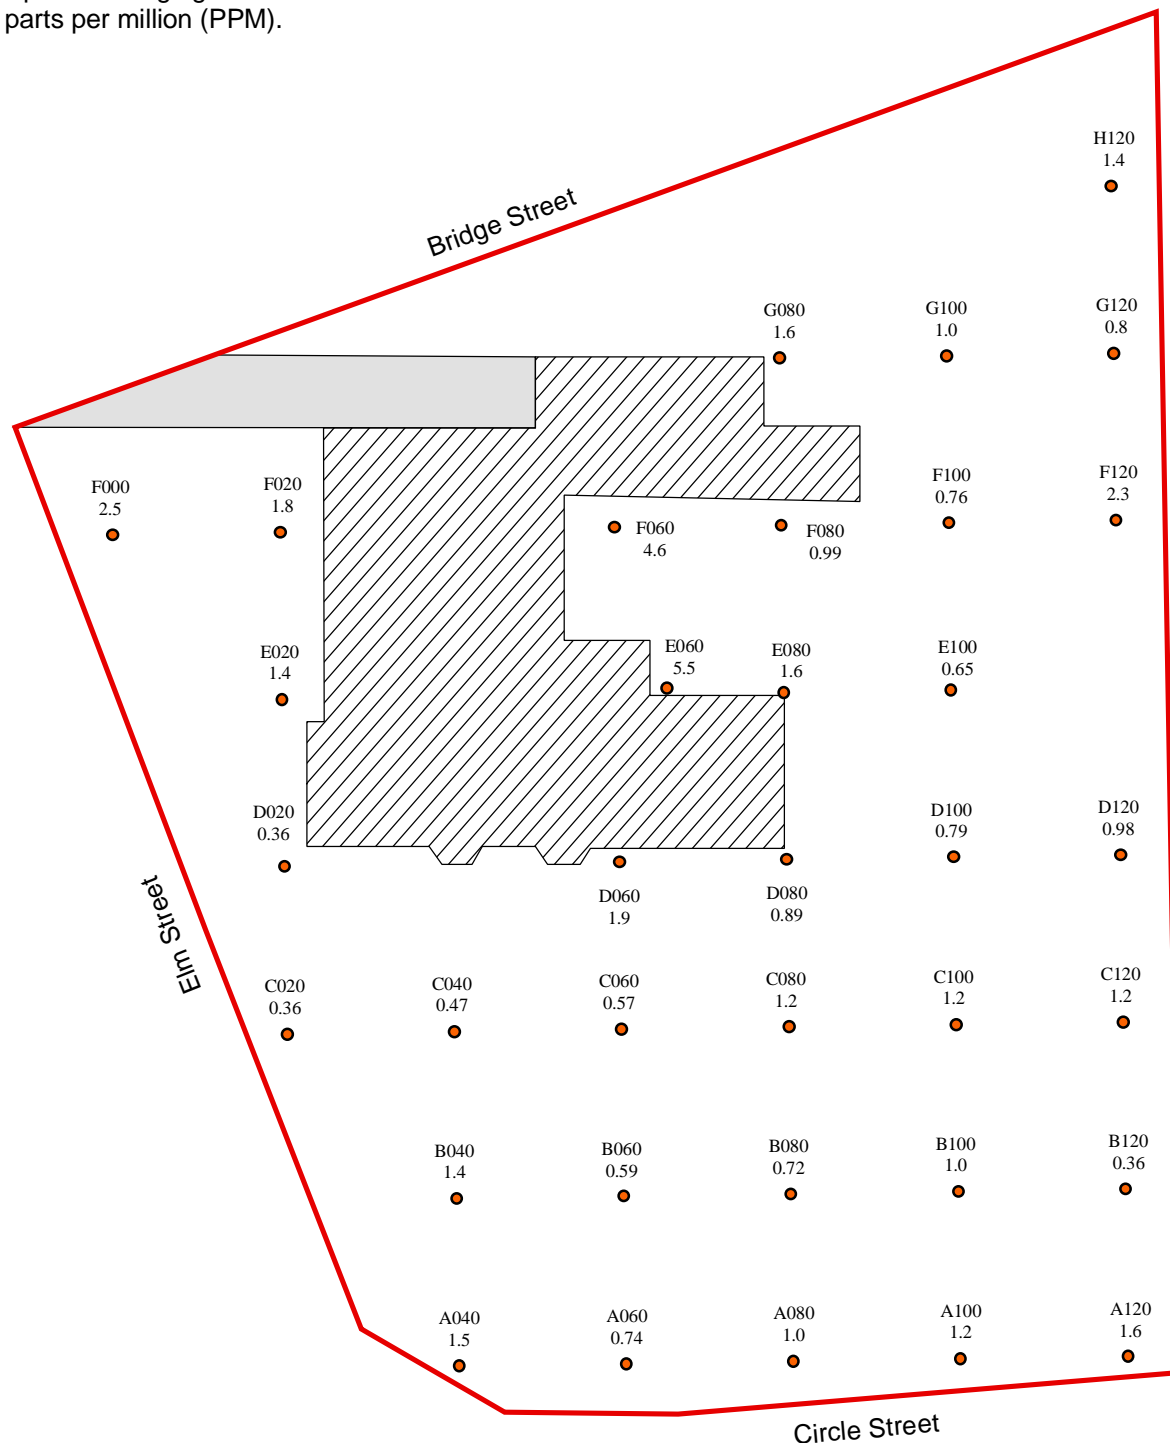 parts per million (PPM).
H120
1.4
Bridge Street
G080
1.6
G100
1.0
G120
0.8
F000
2.5
F020
1.8
F060
4.6
F080
0.99
F100
0.76
F120
2.3
E020
1.4
E060
5.5
E080
1.6
E100
0.65
D020
0.36
D060
1.9
D080
0.89
D100
0.79
D120
0.98
Elm Street
C020
0.36
C040
0.47
C060
0.57
C080
1.2
C100
1.2
C120
1.2
B040
1.4
B060
0.59
B080
0.72
B100
1.0
B120
0.36
A040
1.5
A060
0.74
A080
1.0
A100
1.2
A120
1.6
Circle Street